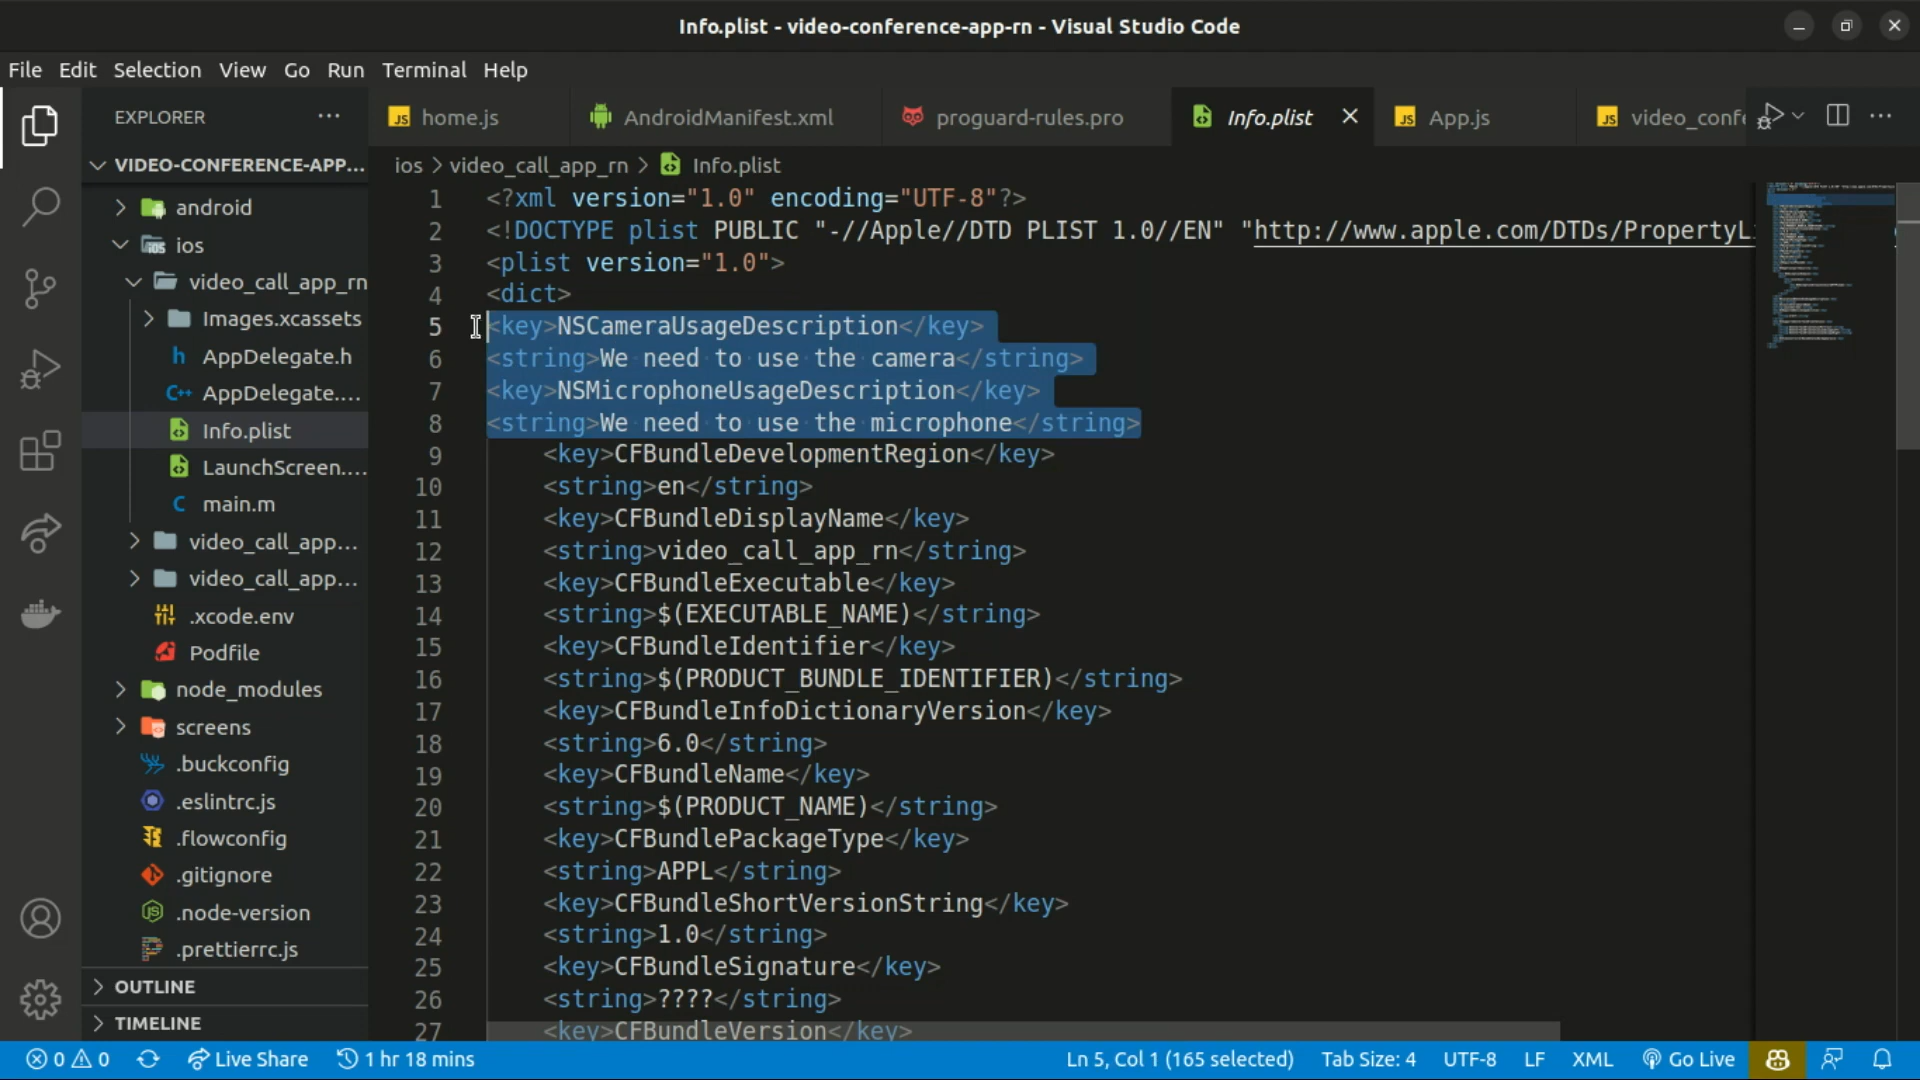 Info.plist - video-conference-app-rn - Visual Studio Code
File Edit Selection View Go Run Terminal Help
EXPLORER
VIDEO-CONFERENCE-APP...
android
ios
video_call_app_rn
Images.xcassets
AppDelegate.h
AppDelegate....
Info.plist
LaunchScreen....
main.m
video_call_app...
video_call_app...
.xcode.env
Podfile
node_modules
screens
.buckconfig
.eslintrc.js
.flowconfig
.gitignore
.node-version
.prettierrc.js
OUTLINE
TIMELINE
home.js AndroidManifest.xml proguard-rules.pro Info.plist App.js video_confe
ios > video_call_app_rn > Info.plist
1 <?xml version="1.0" encoding="UTF-8"?>
2 <!DOCTYPE plist PUBLIC "-//Apple//DTD PLIST 1.0//EN" "http://www.apple.com/DTDs/PropertyL
3 <plist version="1.0">
4 <dict>
5 <key>NSCameraUsageDescription</key>
6 <string>We need to use the camera</string>
7 <key>NSMicrophoneUsageDescription</key>
8 <string>We need to use the microphone</string>
9 <key>CFBundleDevelopmentRegion</key>
10 <string>en</string>
11 <key>CFBundleDisplayName</key>
12 <string>video_call_app_rn</string>
13 <key>CFBundleExecutable</key>
14 <string>$(EXECUTABLE_NAME)</string>
15 <key>CFBundleIdentifier</key>
16 <string>$(PRODUCT_BUNDLE_IDENTIFIER)</string>
17 <key>CFBundleInfoDictionaryVersion</key>
18 <string>6.0</string>
19 <key>CFBundleName</key>
20 <string>$(PRODUCT_NAME)</string>
21 <key>CFBundlePackageType</key>
22 <string>APPL</string>
23 <key>CFBundleShortVersionString</key>
24 <string>1.0</string>
25 <key>CFBundleSignature</key>
26 <string>????</string>
27 <key>CFBundleVersion</key>
0 0 Live Share 1 hr 18 mins Ln 5, Col 1 (165 selected) Tab Size: 4 UTF-8 LF XML Go Live